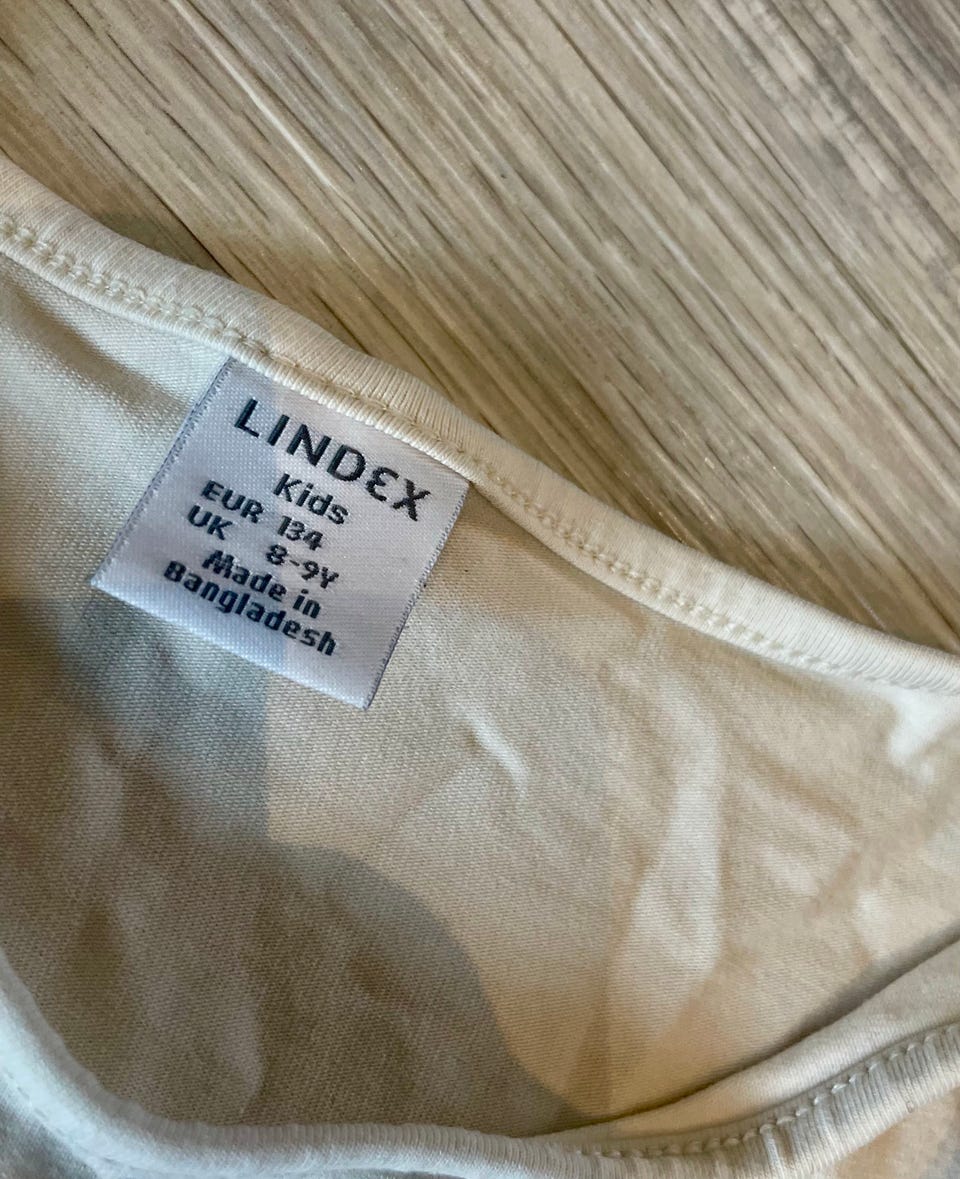 LINDEX
Kids
EUR 134
UK 8-9Y
Made in
Bangladesh